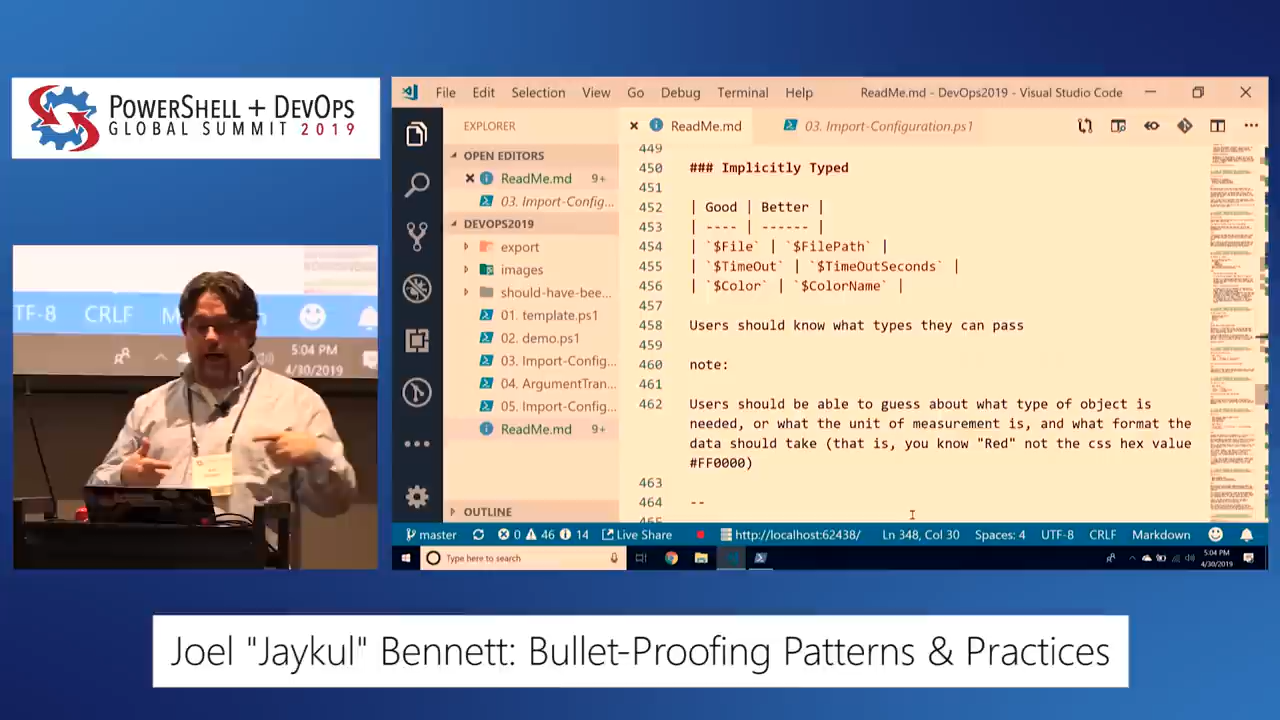 POWERSHELL + DEVOPS
GLOBAL SUMMIT 2019
UTF-8 CRLF
5:04 PM
4/30/2019
File Edit Selection View Go Debug Terminal Help ReadMe.md - DevOps2019 - Visual Studio Code
EXPLORER
OPEN EDITORS
ReadMe.md 9+
03. Import-Config...
DEVOPS2019
export
images
should-have-bee...
01. template.ps1
02. demo.ps1
03. Import-Config...
04. ArgumentTran...
05. Import-Config...
ReadMe.md 9+
OUTLINE
ReadMe.md 03. Import-Configuration.ps1
449
450 ### Implicitly Typed
451
452 Good | Better |
453 ---- | ------ |
454 `$File` | `$FilePath` |
455 `$TimeOut` | `$TimeOutSeconds`
456 `$Color` | `$ColorName` |
457
458 Users should know what types they can pass
459
460 note:
461
462 Users should be able to guess about what type of object is
needed, or what the unit of measurement is, and what format the
data should take (that is, you know "Red" not the css hex value
#FF0000)
463
464 --
master 0 46 14 Live Share http://localhost:62438/ Ln 348, Col 30 Spaces: 4 UTF-8 CRLF Markdown
Type here to search
5:04 PM
4/30/2019
Joel "Jaykul" Bennett: Bullet-Proofing Patterns & Practices